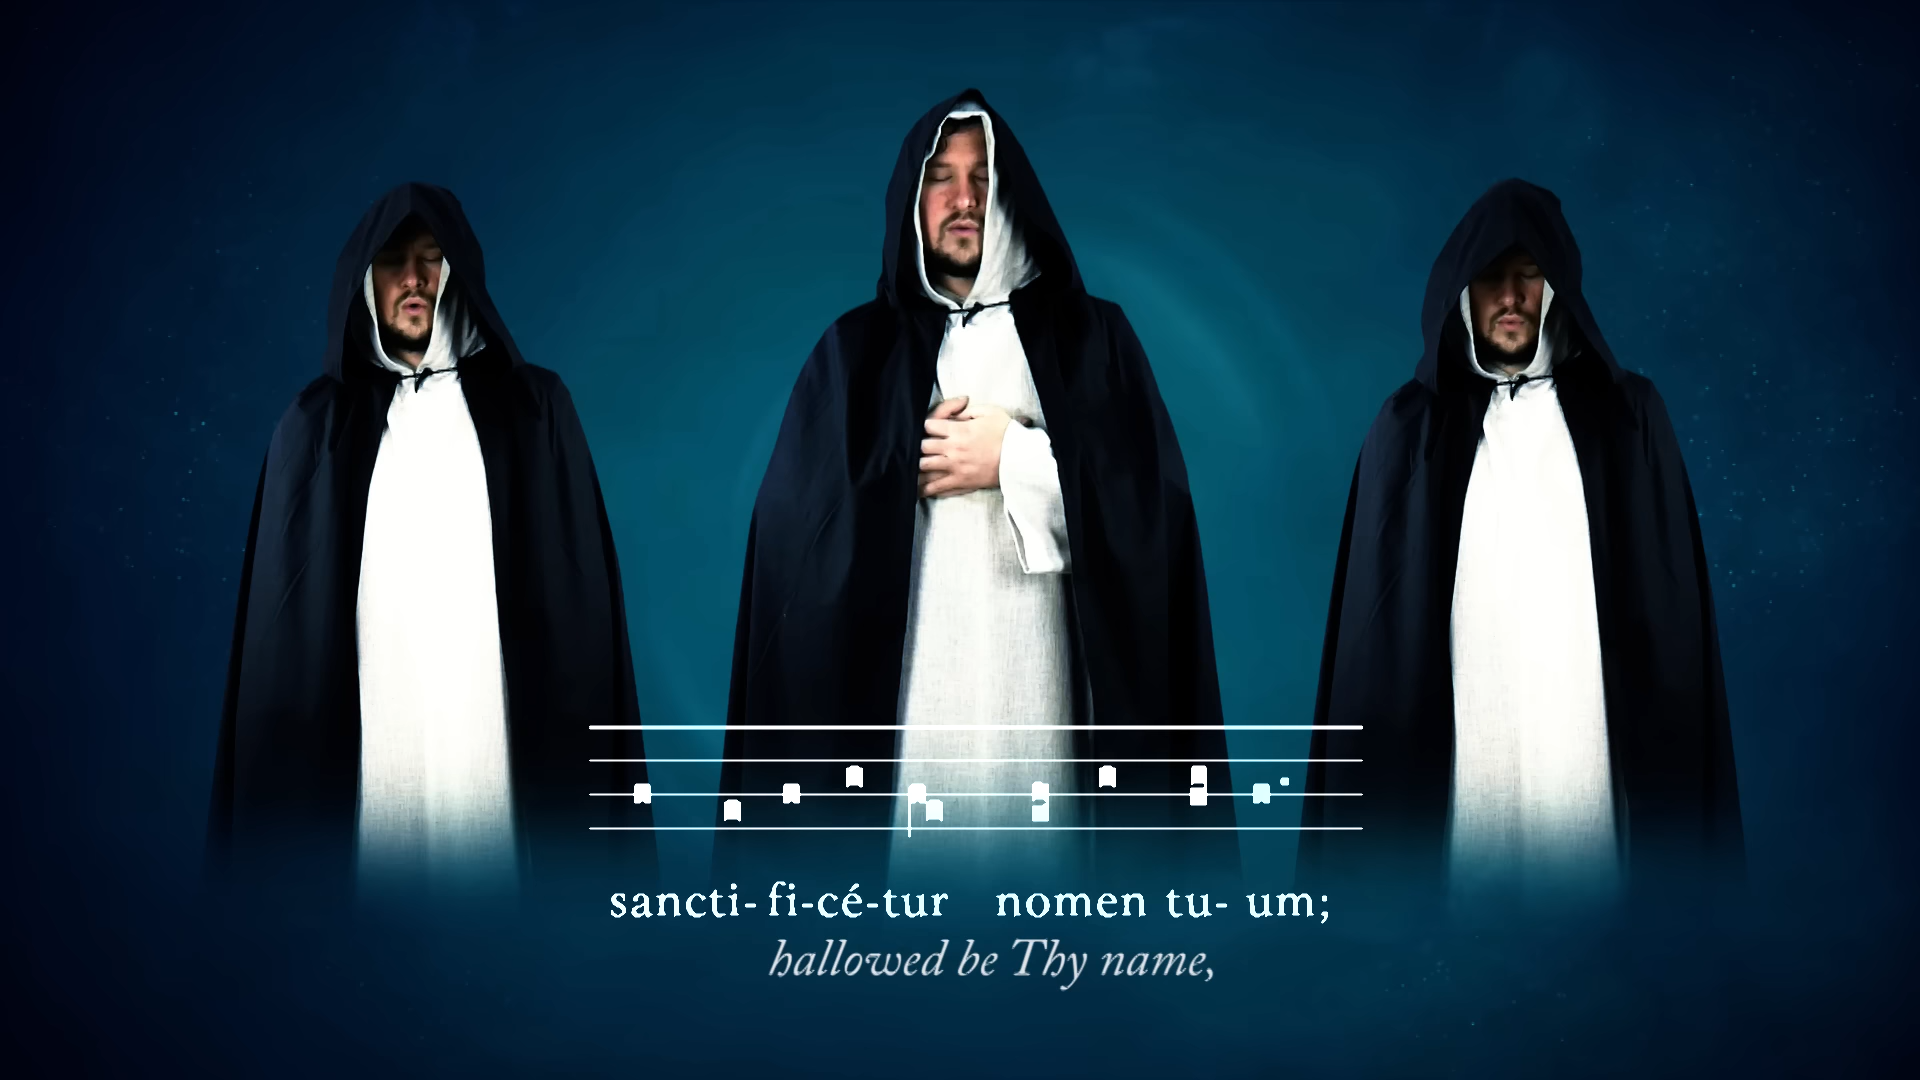 sancti- fi-cé-tur nomen tu- um;
hallowed be Thy name,